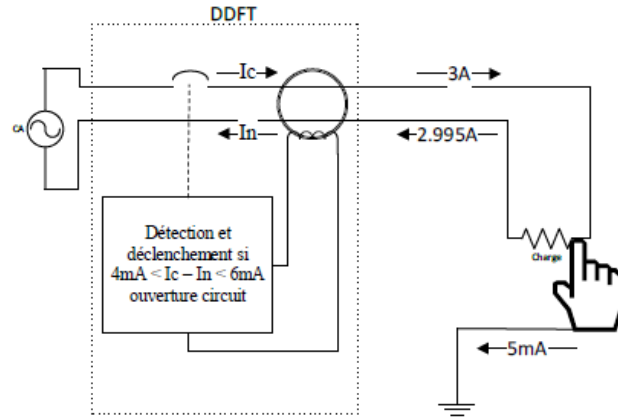 DDFT
Ic
3A
CA
In
2.995A
Détection et
déclenchement si
4mA < Ic – In < 6mA
ouverture circuit
Charge
5mA